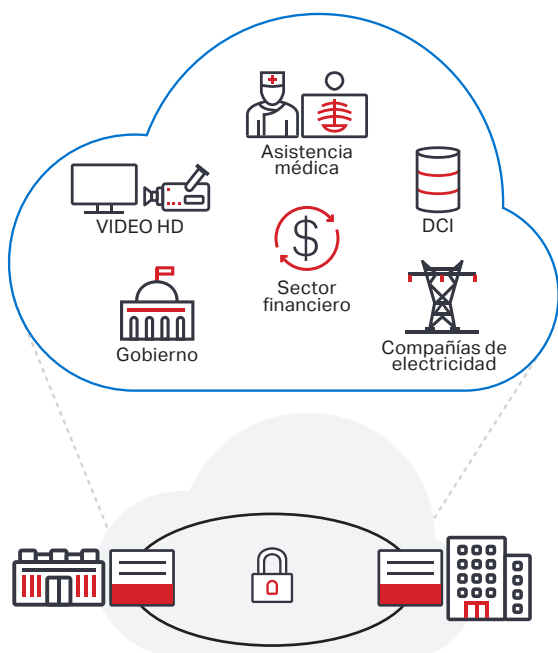 Asistencia
médica
VIDEO HD
DCI
$
Sector
financiero
Gobierno
Compañías de
electricidad